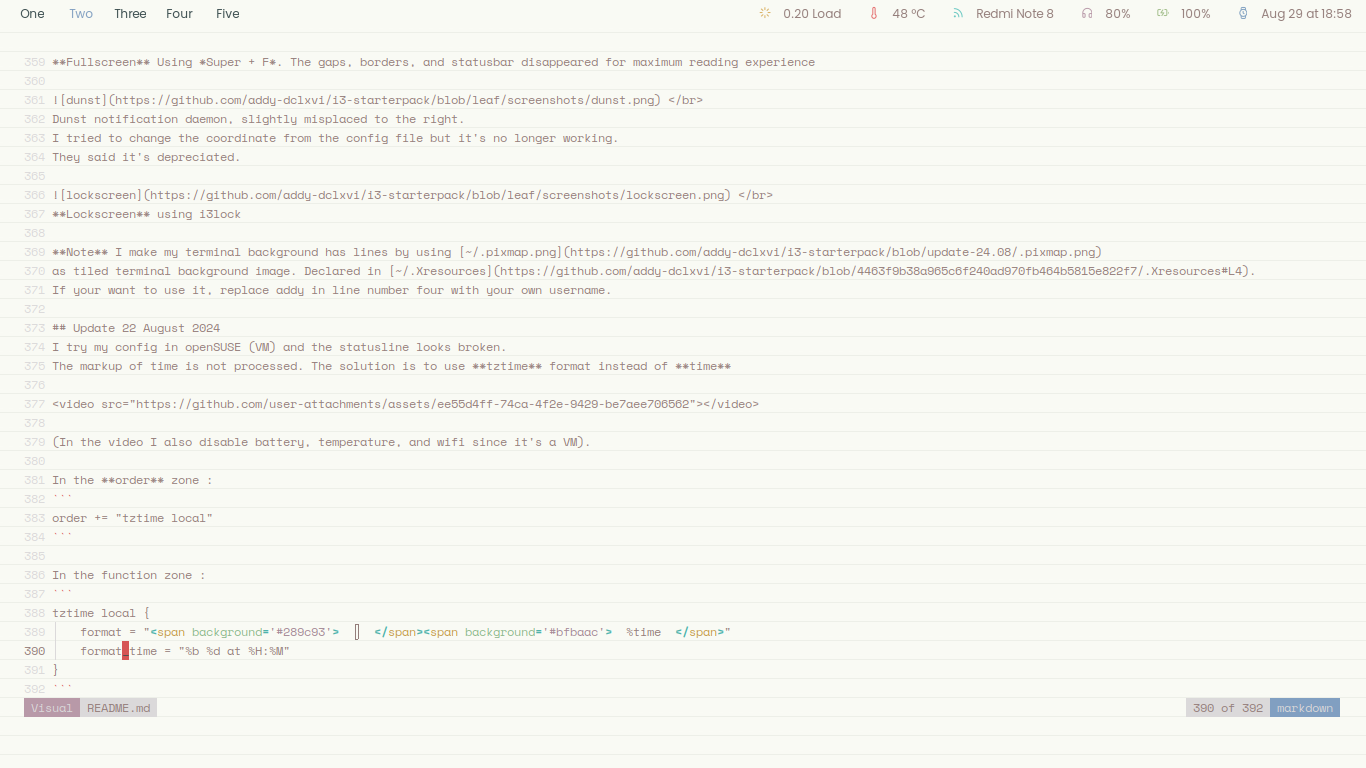 One Two Three Four Five 0.20 Load 48 ºC Redmi Note 8 80% 100% Aug 29 at 18:58
359 **Fullscreen** Using *Super + F*. The gaps, borders, and statusbar disappeared for maximum reading experience
360
361 ![dunst](https://github.com/addy-dclxvi/i3-starterpack/blob/leaf/screenshots/dunst.png) </br>
362 Dunst notification daemon, slightly misplaced to the right.
363 I tried to change the coordinate from the config file but it's no longer working.
364 They said it's depreciated.
365
366 ![lockscreen](https://github.com/addy-dclxvi/i3-starterpack/blob/leaf/screenshots/lockscreen.png) </br>
367 **Lockscreen** using i3lock
368
369 **Note** I make my terminal background has lines by using [~/.pixmap.png](https://github.com/addy-dclxvi/i3-starterpack/blob/update-24.08/.pixmap.png)
370 as tiled terminal background image. Declared in [~/.Xresources](https://github.com/addy-dclxvi/i3-starterpack/blob/4463f9b38a965c6f240ad970fb464b5815e822f7/.Xresources#L4).
371 If your want to use it, replace addy in line number four with your own username.
372
373 ## Update 22 August 2024
374 I try my config in openSUSE (VM) and the statusline looks broken.
375 The markup of time is not processed. The solution is to use **tztime** format instead of **time**
376
377 <video src="https://github.com/user-attachments/assets/ee55d4ff-74ca-4f2e-9429-be7aee706562"></video>
378
379 (In the video I also disable battery, temperature, and wifi since it's a VM).
380
381 In the **order** zone :
382 ```
383 order += "tztime local"
384 ```
385
386 In the function zone :
387 ```
388 tztime local {
389 format = "<span background='#289c93'>  </span><span background='#bfbaac'> %time </span>"
390 format_time = "%b %d at %H:%M"
391 }
392 ```
Visual README.md 390 of 392 markdown